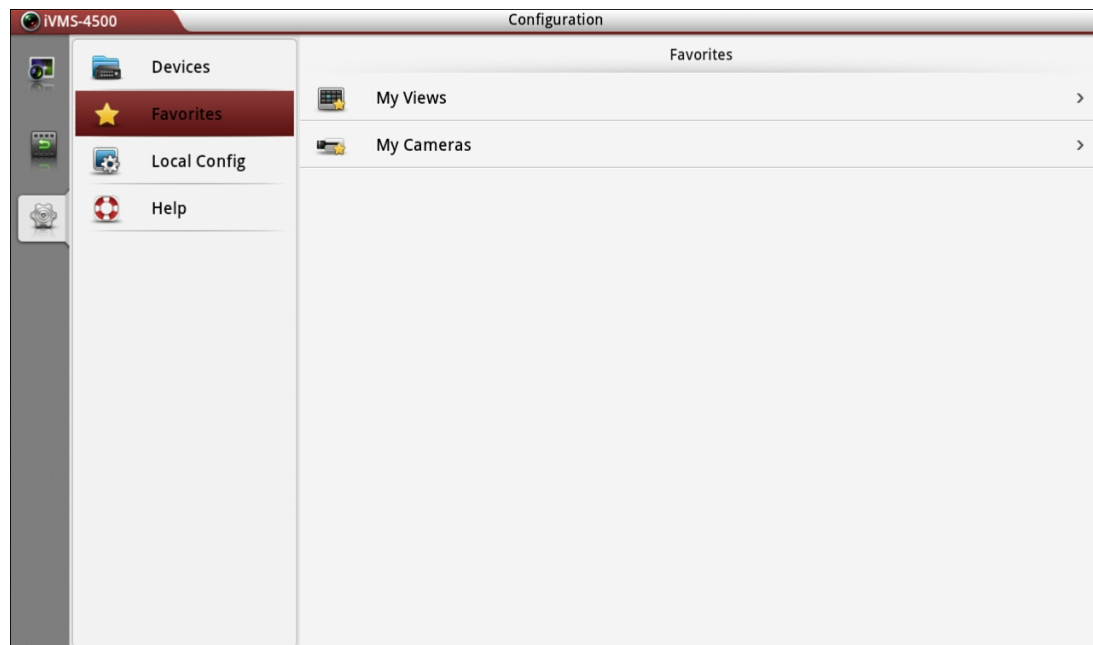 iVMS-4500
Configuration
Devices
Favorites
Local Config
Help
Favorites
My Views
My Cameras